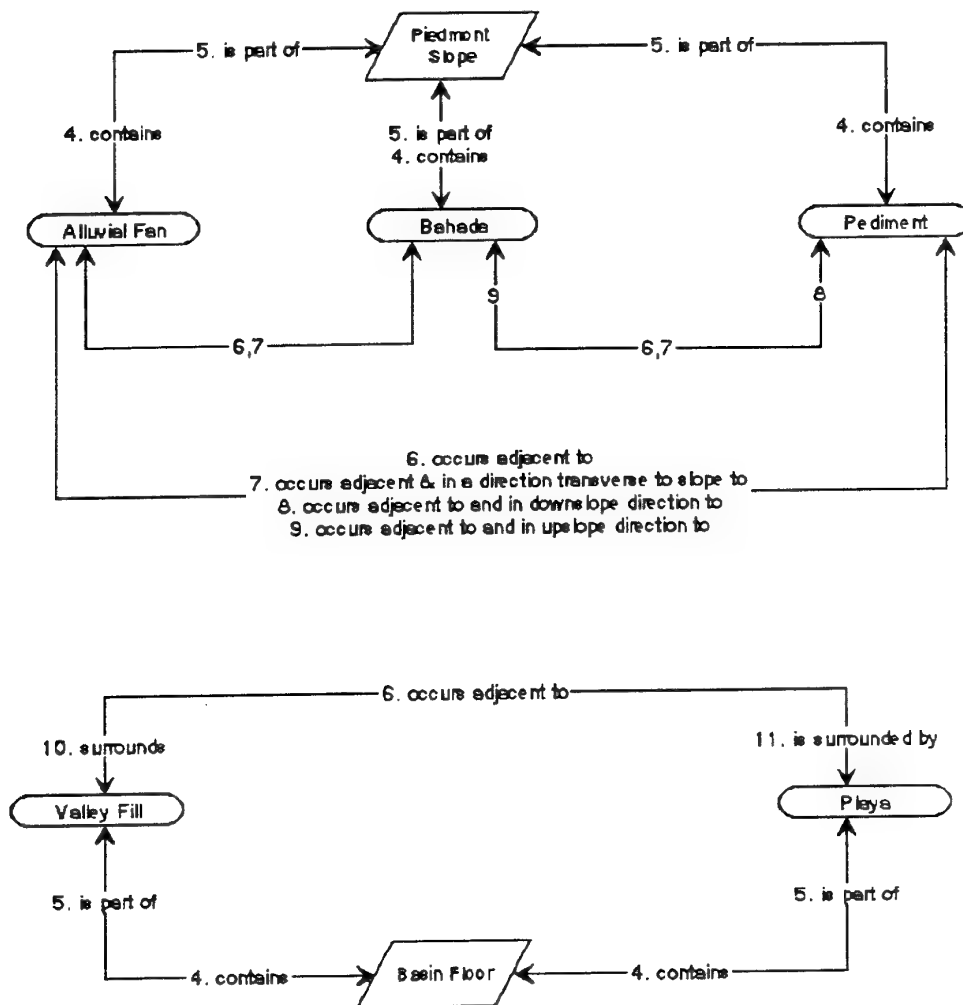 Piedmont
Slope
5. is part of
5. is part of
4. contains
5. is part of
4. contains
4. contains
Alluvial Fan
Bahada
Pediment
9
8
6,7
6,7
6. occurs adjacent to
7. occurs adjacent & in a direction transverse to slope to
8. occurs adjacent to and in downslope direction to
9. occurs adjacent to and in upslope direction to
6. occurs adjacent to
10. surrounds
11. is surrounded by
Valley Fill
Playa
5. is part of
5. is part of
4. contains
Basin Floor
4. contains